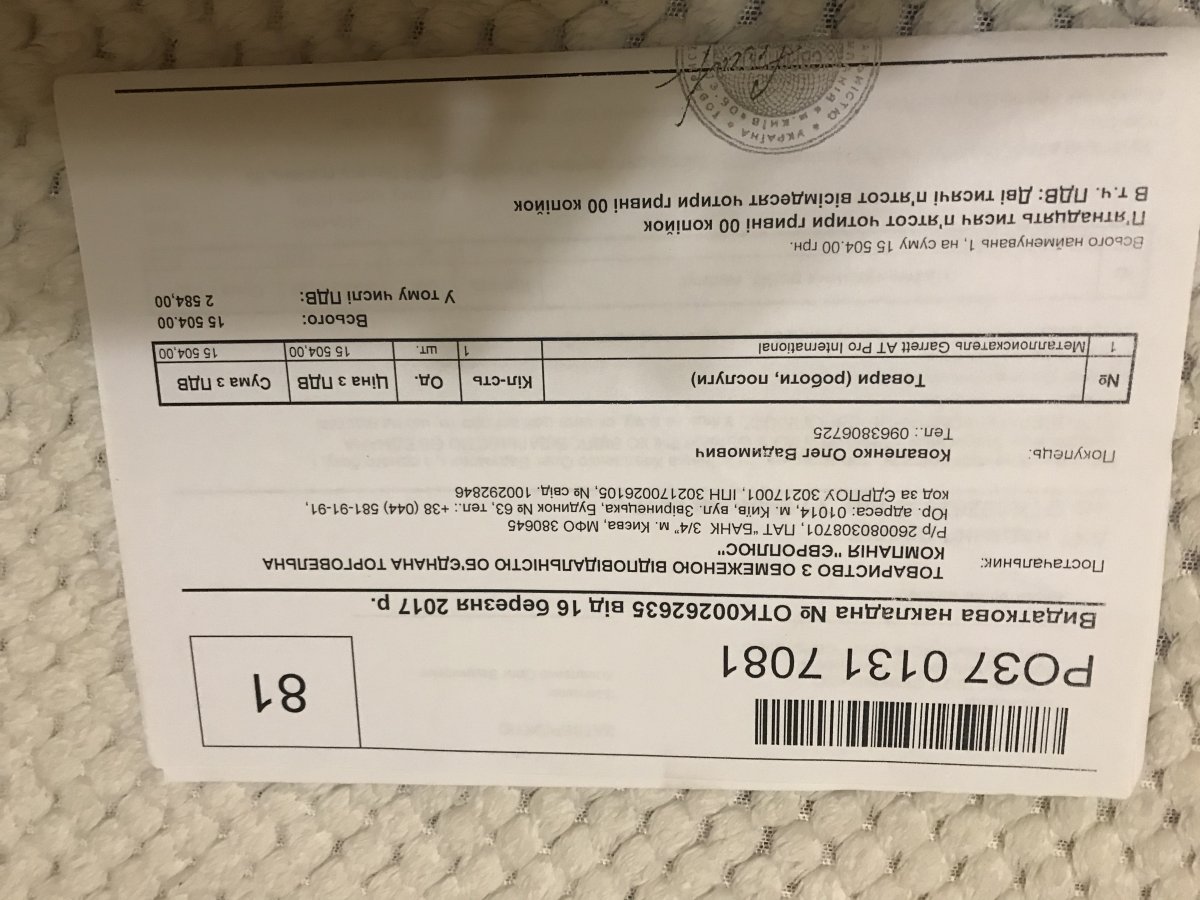 РО37 0131 7081
81
Видаткова накладна № ОТК00262635 від 16 березня 2017 р.
Постачальник: ТОВАРИСТВО З ОБМЕЖЕНОЮ ВІДПОВІДАЛЬНІСТЮ ОБ'ЄДНАНА ТОРГОВЕЛЬНА
КОМПАНІЯ "ЄВРОПЛЮС"
Р/р 2600803087​01, ПАТ "БАНК 3/4" м. Києва, МФО 380645
Юр. адреса: 01014, м. Київ, вул. Звіринецька, Будинок № 63, тел.: +38 (044) 581-91-91,
код за ЄДРПОУ 30217001, ІПН 302170026105, № свід. 100292846
Покупець: Коваленко Олег Вадимович
Тел.: 0963806725
№ Товари (роботи, послуги) Кіл-сть Од. Ціна з ПДВ Сума з ПДВ
1 Металлоискатель Garrett AT Pro International 1 шт. 15 504,00 15 504,00
Всього: 15 504.00
У тому числі ПДВ: 2 584,00
Всього найменувань 1, на суму 15 504.00 грн.
П'ятнадцять тисяч п'ятсот чотири гривні 00 копійок
В т.ч. ПДВ: Дві тисячі п'ятсот вісімдесят чотири гривні 00 копійок
УКРАЇНА
м.КИЇВ